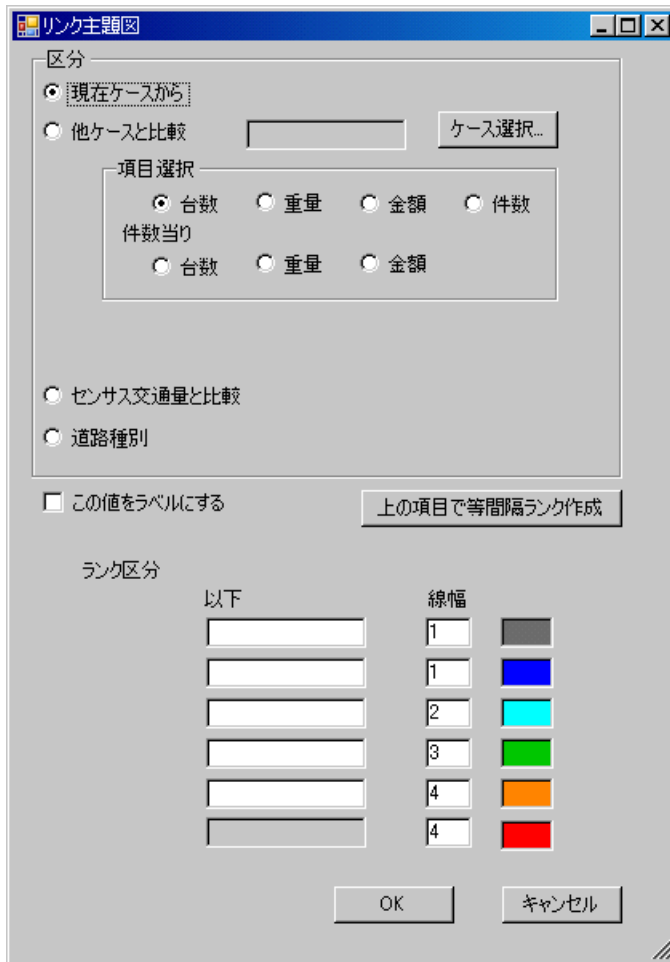 リンク主題図
区分
現在ケースから
他ケースと比較 ケース選択...
項目選択
台数 重量 金額 件数
件数当り
台数 重量 金額
センサス交通量と比較
道路種別
この値をラベルにする 上の項目で等間隔ランク作成
ランク区分
以下 線幅
1
1
2
3
4
4
OK キャンセル